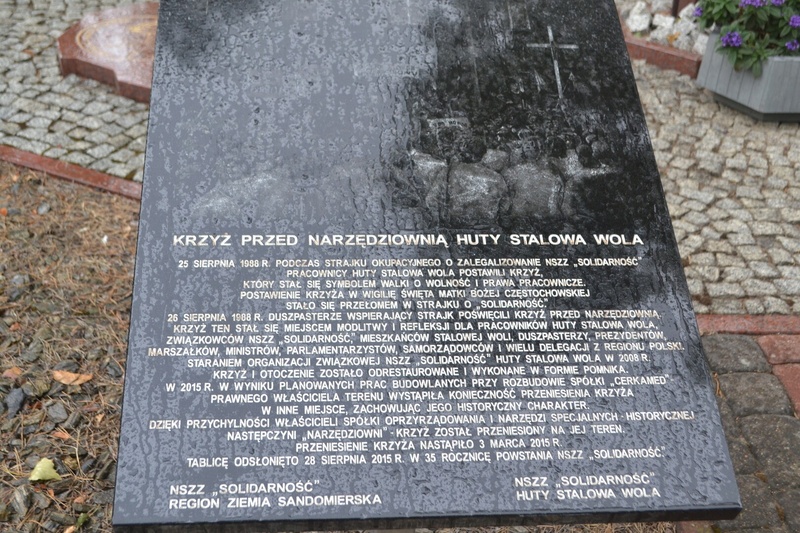 KRZYŻ PRZED NARZĘDZIOWNIĄ HUTY STALOWA WOLA
25 SIERPNIA 1988 R. PODCZAS STRAJKU OKUPACYJNEGO O ZALEGALIZOWANIE NSZZ „SOLIDARNOŚĆ”
PRACOWNICY HUTY STALOWA WOLA POSTAWILI KRZYŻ,
KTÓRY STAŁ SIĘ SYMBOLEM WALKI O WOLNOŚĆ I PRAWA PRACOWNICZE.
POSTAWIENIE KRZYŻA W WIGILIĘ ŚWIĘTA MATKI BOŻEJ CZĘSTOCHOWSKIEJ
STAŁO SIĘ PRZEŁOMEM W STRAJKU O „SOLIDARNOŚĆ”.
26 SIERPNIA 1988 R. DUSZPASTERZE WSPIERAJĄCY STRAJK POŚWIĘCILI KRZYŻ PRZED NARZĘDZIOWNIĄ.
KRZYŻ TEN STAŁ SIĘ MIEJSCEM MODLITWY I REFLEKSJI DLA PRACOWNIKÓW HUTY STALOWA WOLA,
ZWIĄZKOWCÓW NSZZ „SOLIDARNOŚĆ”, MIESZKAŃCÓW STALOWEJ WOLI, DUSZPASTERZY, PREZYDENTÓW,
MARSZAŁKÓW, MINISTRÓW, PARLAMENTARZYSTÓW, SAMORZĄDOWCÓW I WIELU DELEGACJI Z REGIONU POLSKI.
STARANIEM ORGANIZACJI ZWIĄZKOWEJ NSZZ „SOLIDARNOŚĆ” HUTY STALOWA WOLA W 2008 R.
KRZYŻ I OTOCZENIE ZOSTAŁO ODRESTAUROWANE I WYKONANE W FORMIE POMNIKA.
W 2015 R. W WYNIKU PLANOWANYCH PRAC BUDOWLANYCH PRZY ROZBUDOWIE SPÓŁKI „CERKAMED”
PRAWNEGO WŁAŚCICIELA TERENU WYSTĄPIŁA KONIECZNOŚĆ PRZENIESIENIA KRZYŻA
W INNE MIEJSCE, ZACHOWUJĄC JEGO HISTORYCZNY CHARAKTER.
DZIĘKI PRZYCHYLNOŚCI WŁAŚCICIELI SPÓŁKI OPRZYRZĄDOWANIA I NARZĘDZI SPECJALNYCH - HISTORYCZNEJ
NASTĘPCZYNI „NARZĘDZIOWNI” - KRZYŻ ZOSTAŁ PRZENIESIONY NA JEJ TEREN.
PRZENIESIENIE KRZYŻA NASTĄPIŁO 3 MARCA 2015 R.
TABLICĘ ODSŁONIĘTO 28 SIERPNIA 2015 R. W 35 ROCZNICĘ POWSTANIA NSZZ „SOLIDARNOŚĆ”
NSZZ „SOLIDARNOŚĆ”
REGION ZIEMIA SANDOMIERSKA
NSZZ „SOLIDARNOŚĆ”
HUTY STALOWA WOLA